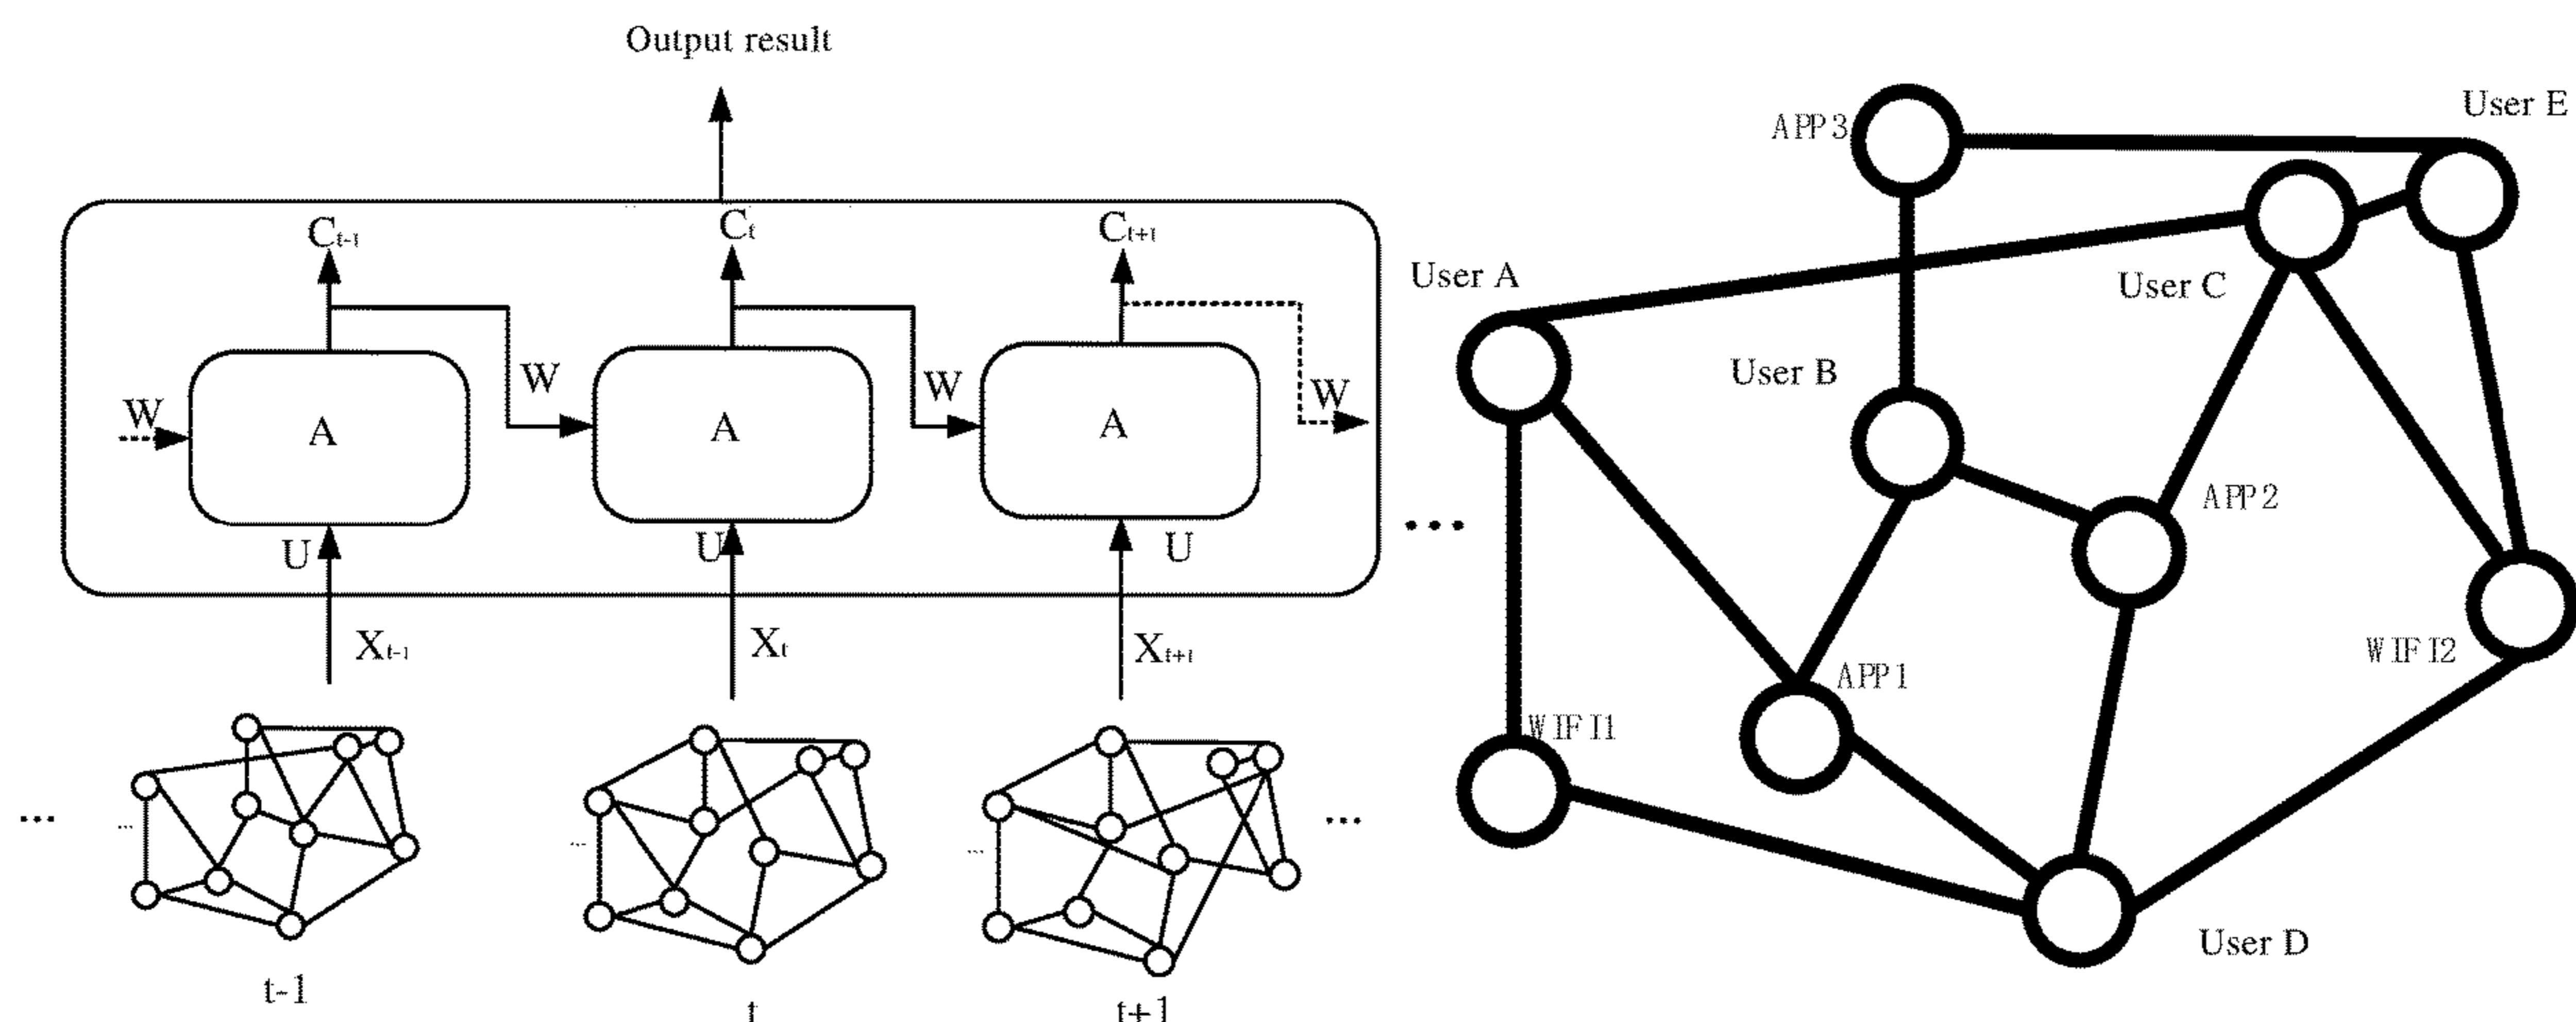 Output result
Ct-1
Ct
Ct+1
W
W
W
W
A
A
A
U
U
U
Xt-1
Xt
Xt+1
...
...
...
...
...
t-1
t
t+1
...
APP3
User E
User A
User C
User B
APP2
WIFI2
APP1
WIFI1
User D